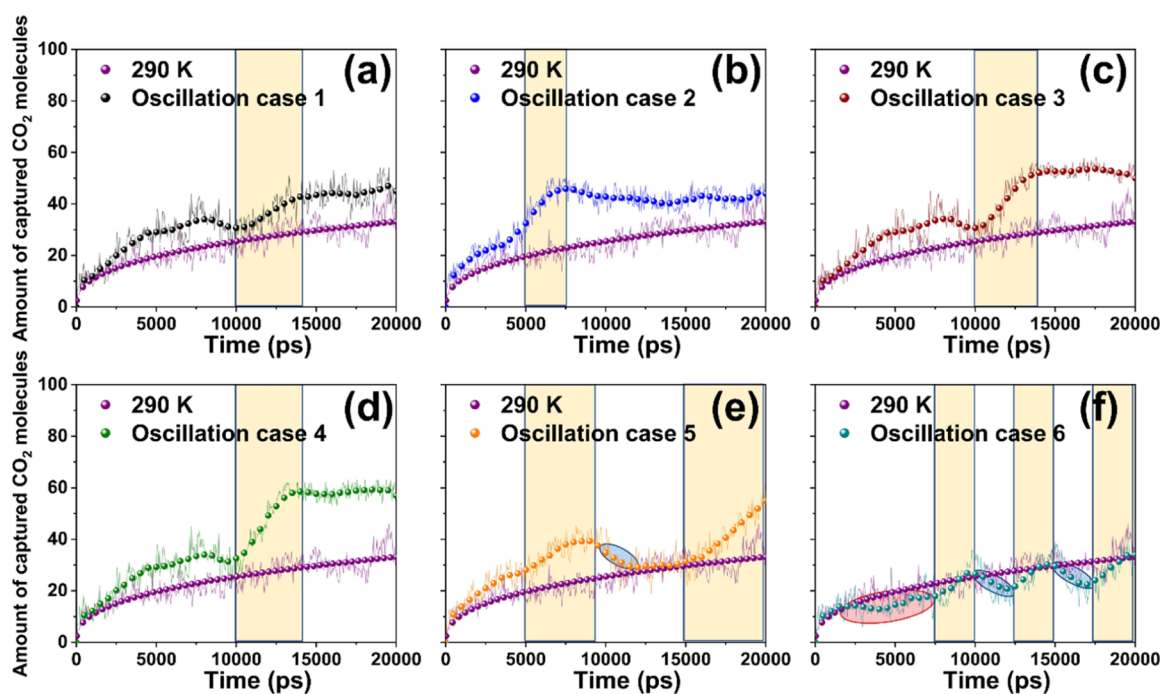 Amount of captured CO2 molecules
100
80
60
40
20
0
290 K
Oscillation case 1
(a)
0 5000 10000 15000 20000
Time (ps)
290 K
Oscillation case 2
(b)
0 5000 10000 15000 20000
Time (ps)
290 K
Oscillation case 3
(c)
0 5000 10000 15000 20000
Time (ps)
Amount of captured CO2 molecules
100
80
60
40
20
0
290 K
Oscillation case 4
(d)
0 5000 10000 15000 20000
Time (ps)
290 K
Oscillation case 5
(e)
0 5000 10000 15000 20000
Time (ps)
290 K
Oscillation case 6
(f)
0 5000 10000 15000 20000
Time (ps)